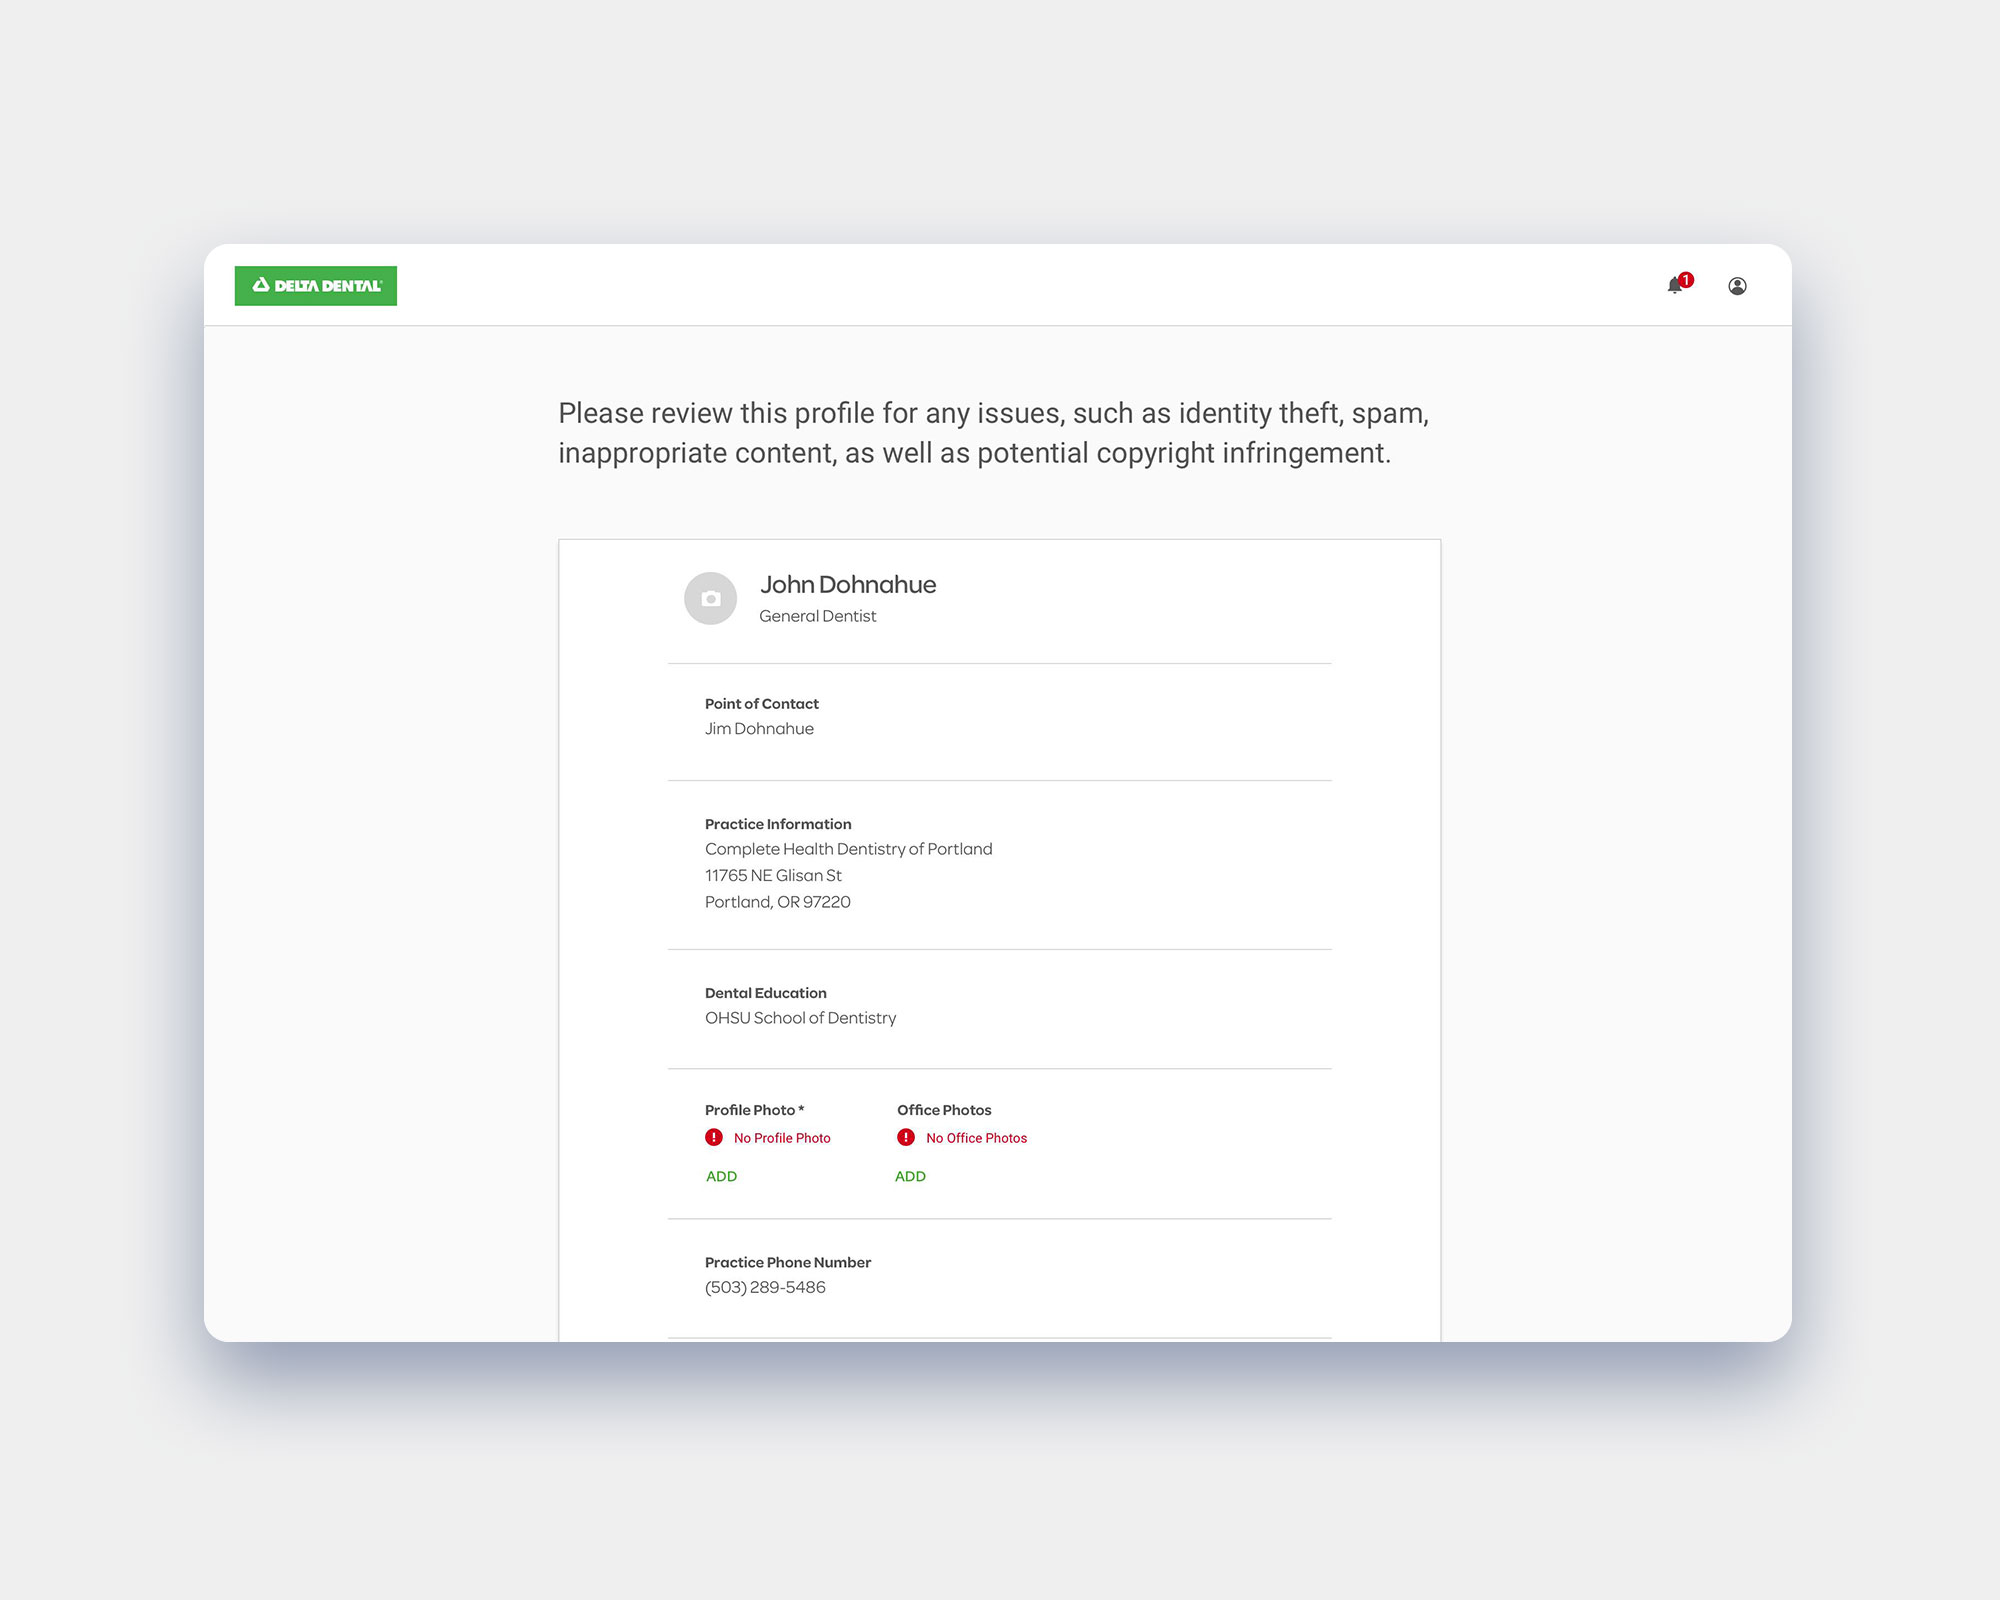 DELTA DENTAL®
1
Please review this profile for any issues, such as identity theft, spam,
inappropriate content, as well as potential copyright infringement.
John Dohnahue
General Dentist
Point of Contact
Jim Dohnahue
Practice Information
Complete Health Dentistry of Portland
11765 NE Glisan St
Portland, OR 97220
Dental Education
OHSU School of Dentistry
Profile Photo * Office Photos
No Profile Photo No Office Photos
ADD ADD
Practice Phone Number
(503) 289-5486